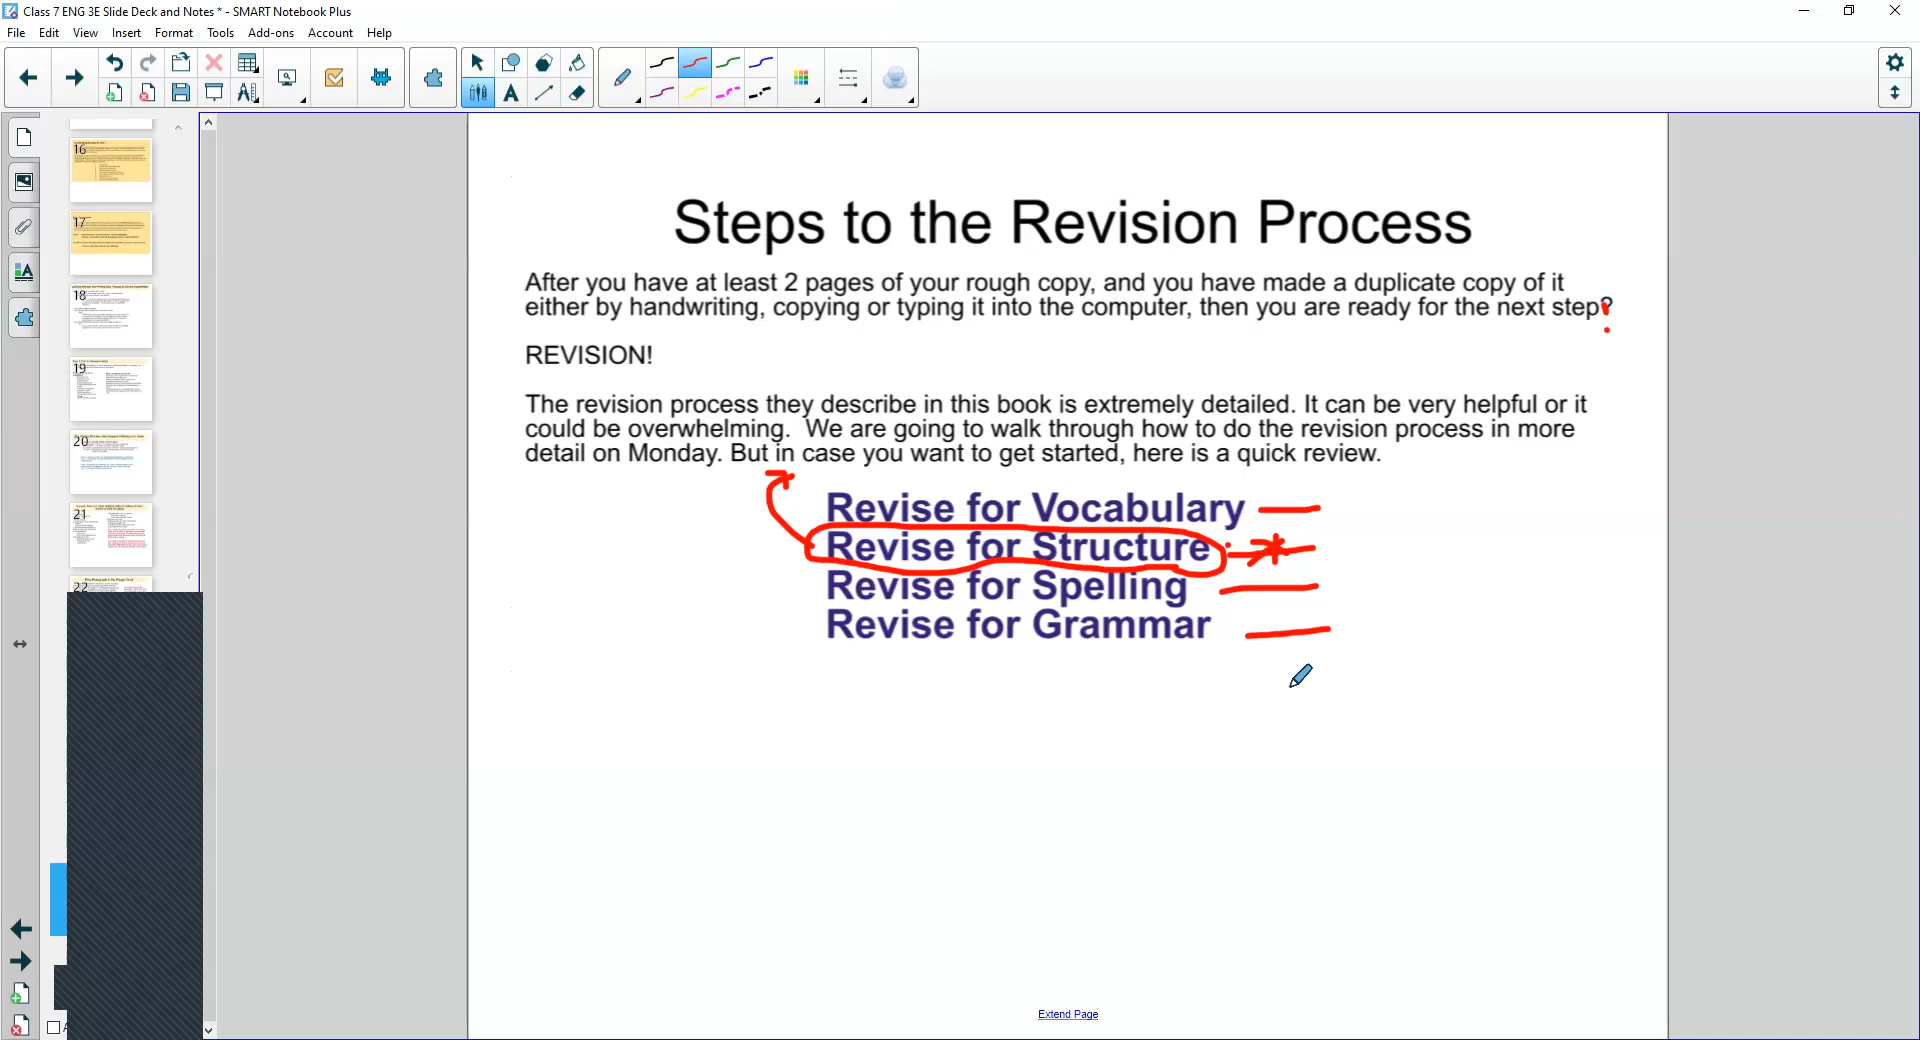 Class 7 ENG 3E Slide Deck and Notes * - SMART Notebook Plus
File Edit View Insert Format Tools Add-ons Account Help
16
17
18
19
20
21
22
Steps to the Revision Process
After you have at least 2 pages of your rough copy, and you have made a duplicate copy of it
either by handwriting, copying or typing it into the computer, then you are ready for the next step?
REVISION!
The revision process they describe in this book is extremely detailed. It can be very helpful or it
could be overwhelming. We are going to walk through how to do the revision process in more
detail on Monday. But in case you want to get started, here is a quick review.
Revise for Vocabulary
Revise for Structure
Revise for Spelling
Revise for Grammar
Extend Page